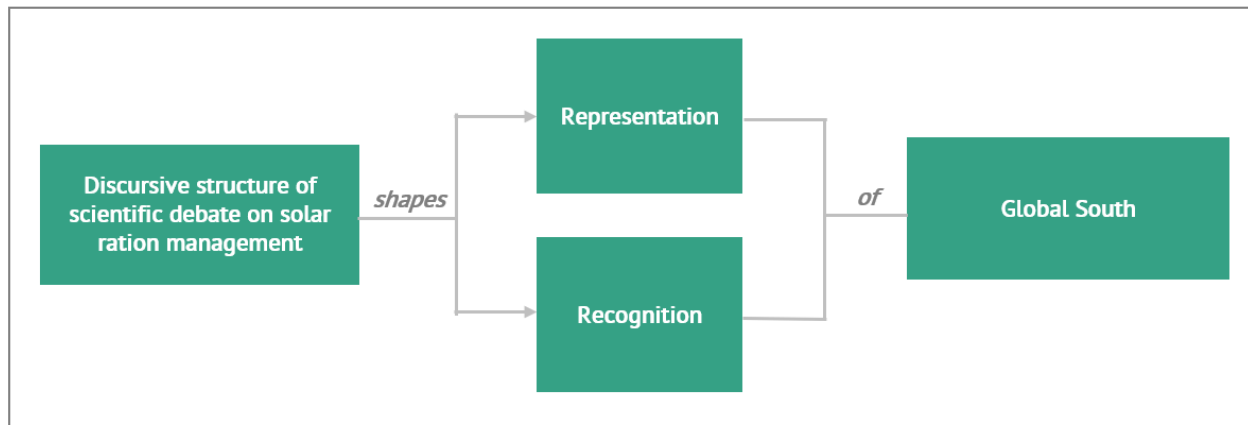 Discursive structure of
scientific debate on solar
ration management
shapes
Representation
Recognition
of
Global South